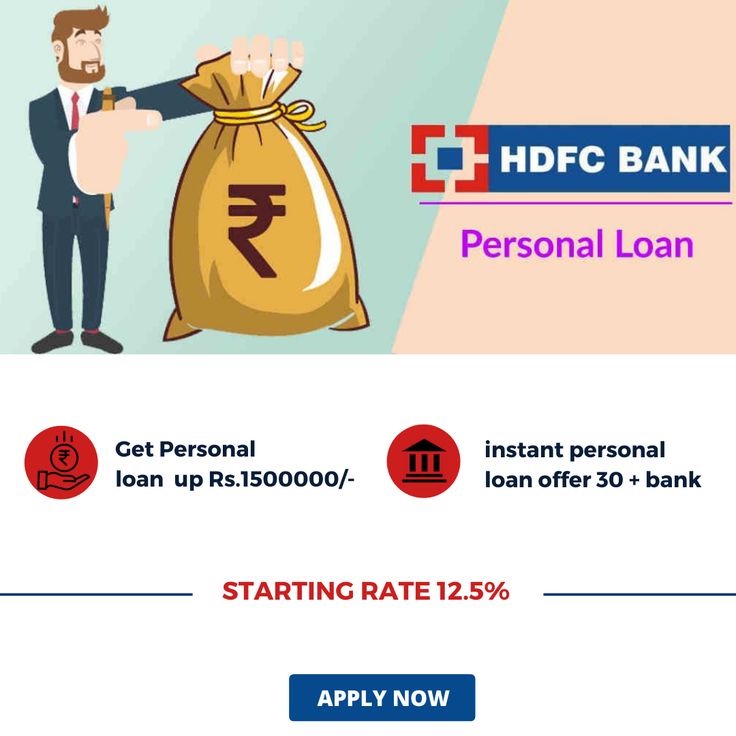 HDFC BANK
Personal Loan
₹
₹
Get Personal
loan up Rs.1500000/-
instant personal
loan offer 30 + bank
STARTING RATE 12.5%
APPLY NOW